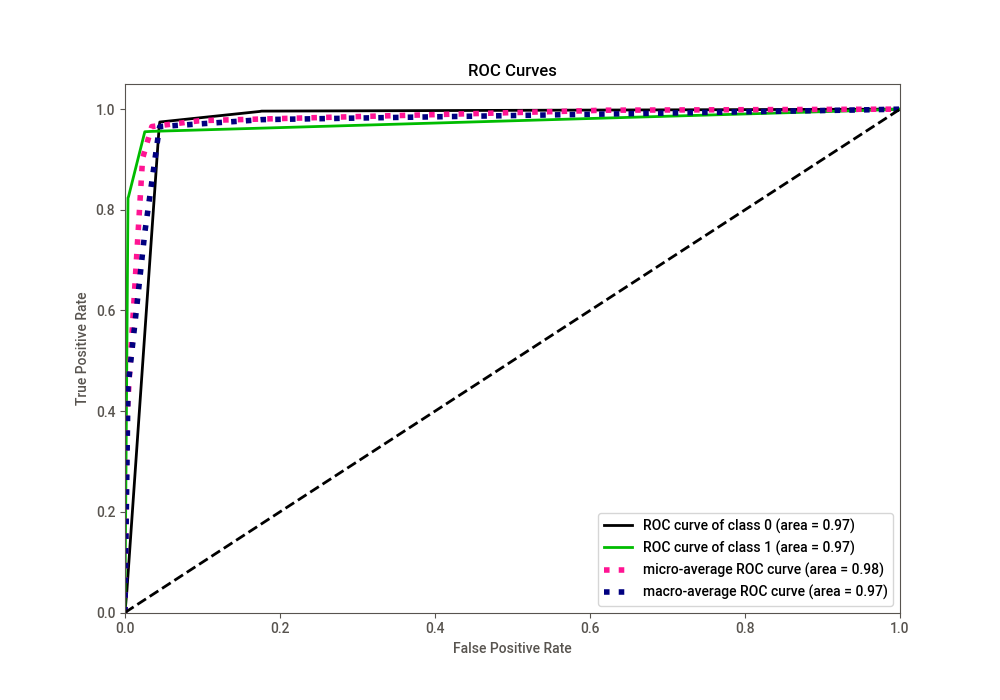 ROC Curves
1.0
0.8
0.6
0.4
0.2
0.0
True Positive Rate
0.0 0.2 0.4 0.6 0.8 1.0
False Positive Rate
ROC curve of class 0 (area = 0.97)
ROC curve of class 1 (area = 0.97)
micro-average ROC curve (area = 0.98)
macro-average ROC curve (area = 0.97)